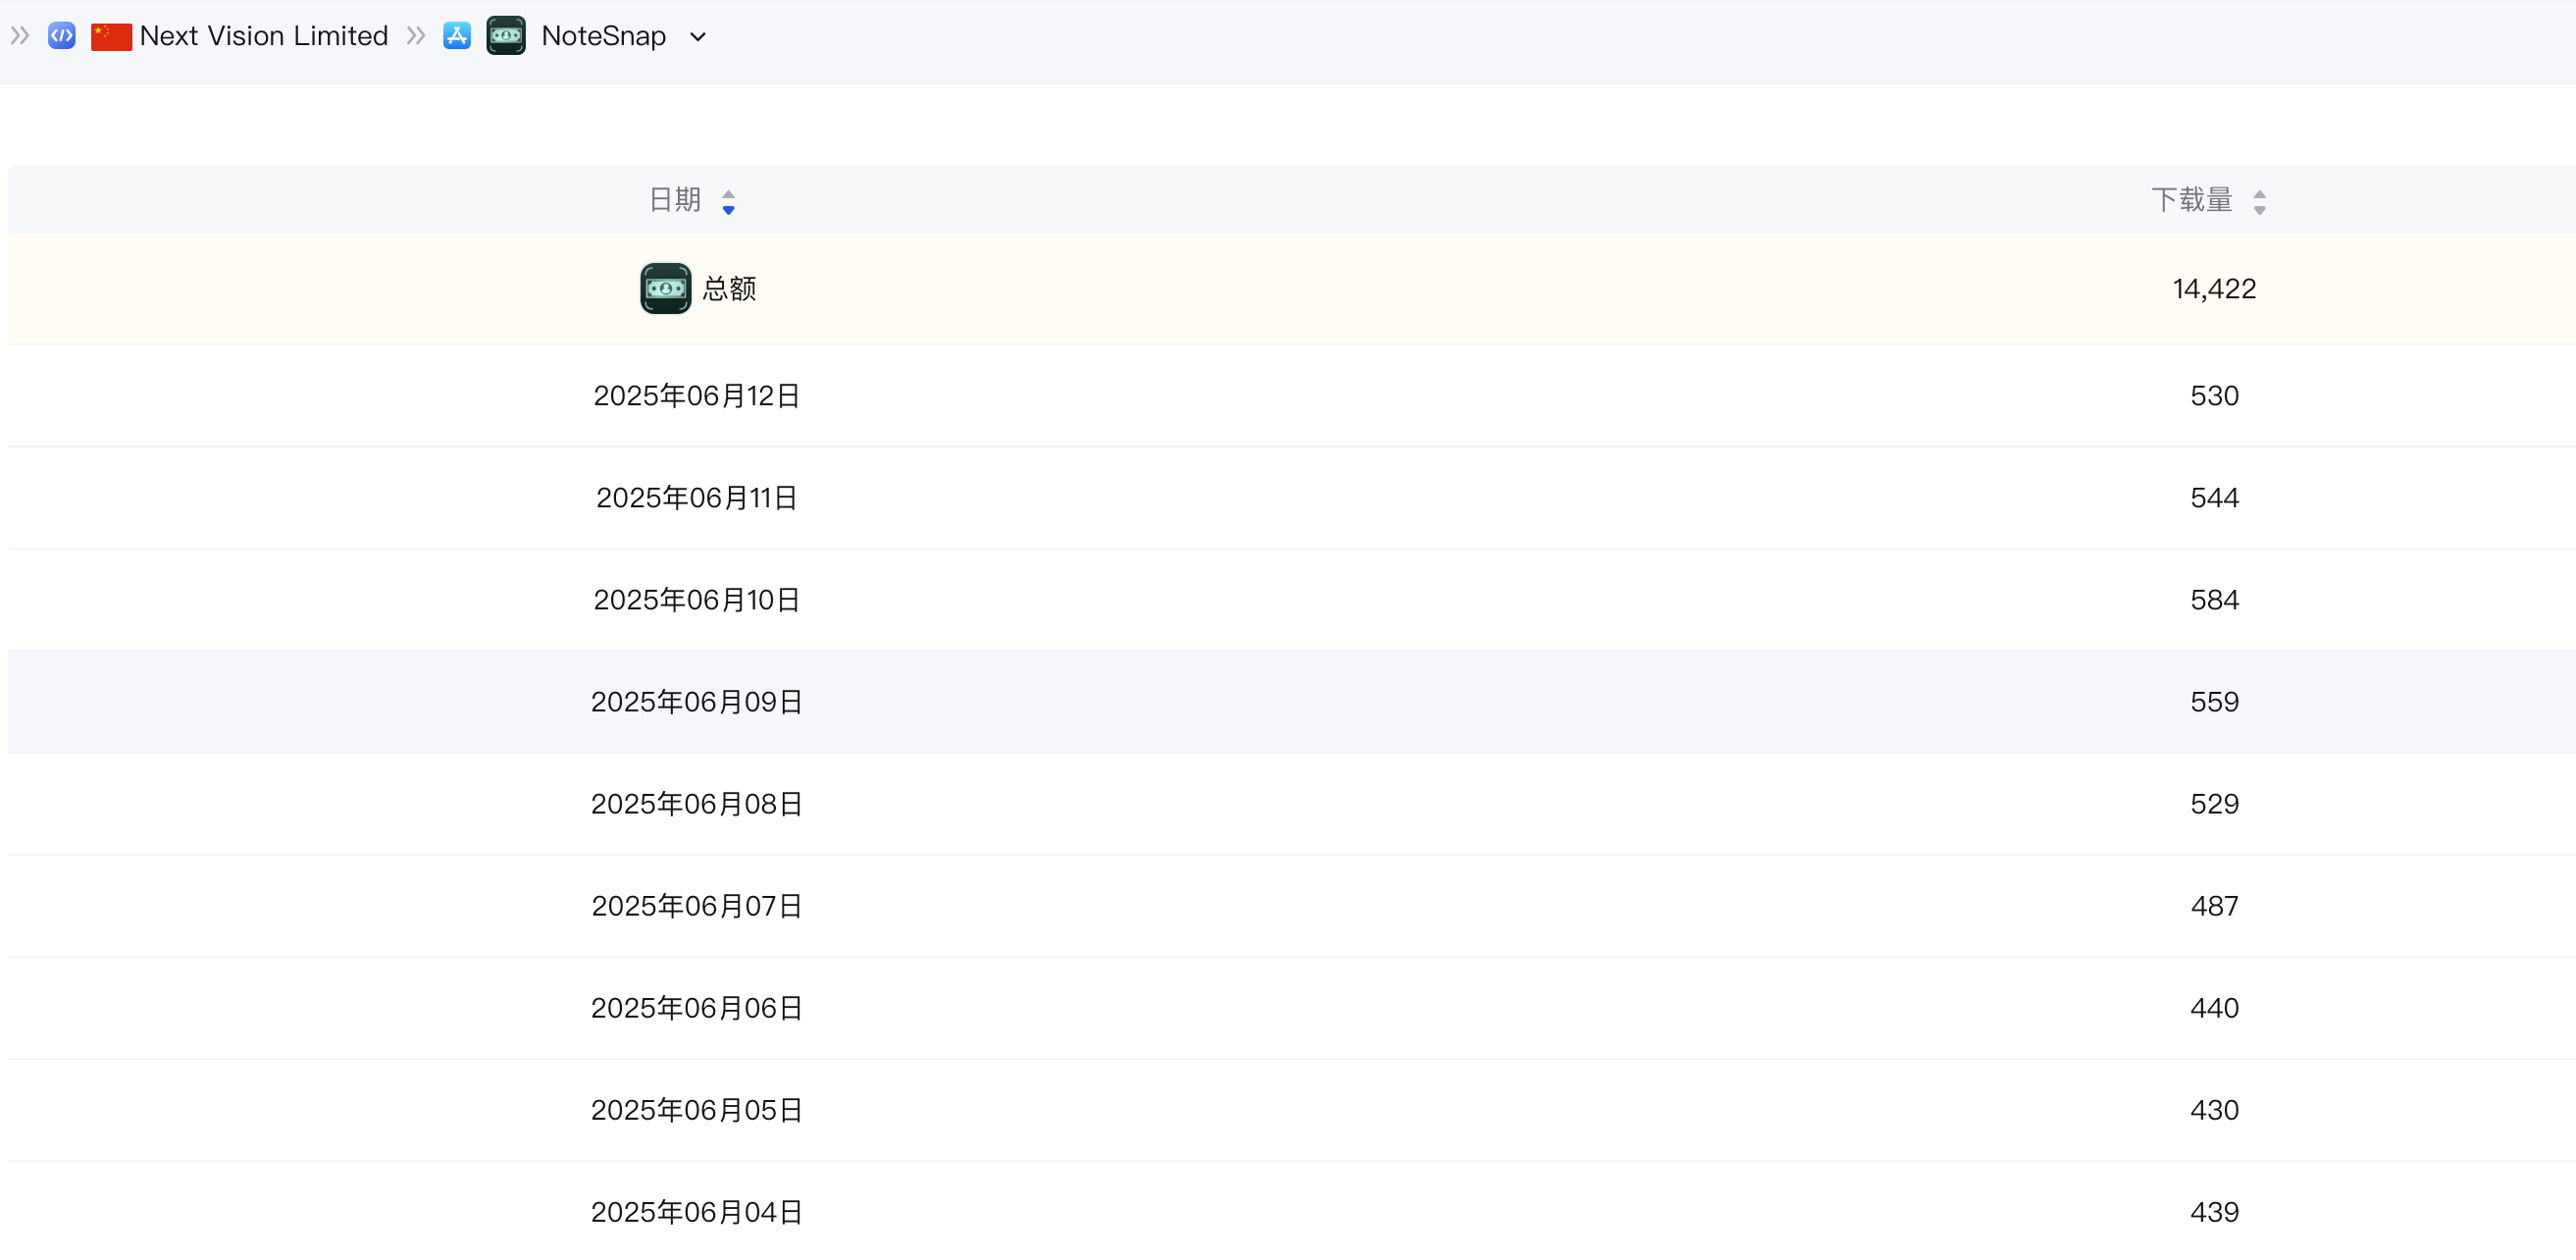 Next Vision Limited NoteSnap
日期 下载量
总额 14,422
2025年06月12日 530
2025年06月11日 544
2025年06月10日 584
2025年06月09日 559
2025年06月08日 529
2025年06月07日 487
2025年06月06日 440
2025年06月05日 430
2025年06月04日 439